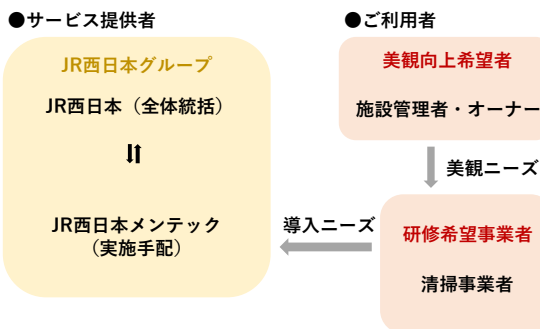 ●サービス提供者
JR西日本グループ
JR西日本（全体統括）
JR西日本メンテック
（実施手配）
●ご利用者
美観向上希望者
施設管理者・オーナー
美観ニーズ
導入ニーズ
研修希望事業者
清掃事業者